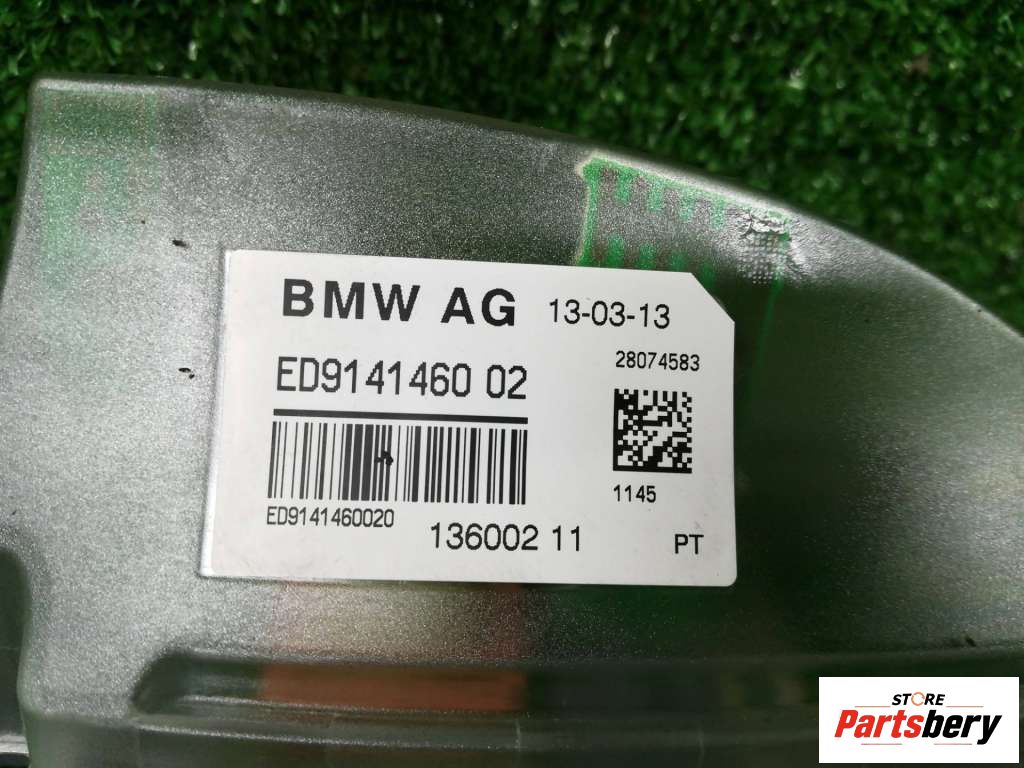 BMW AG 13-03-13
28074583
ED9141460 02
1145
ED9141460020
136002 11
PT
STORE
Partsbery